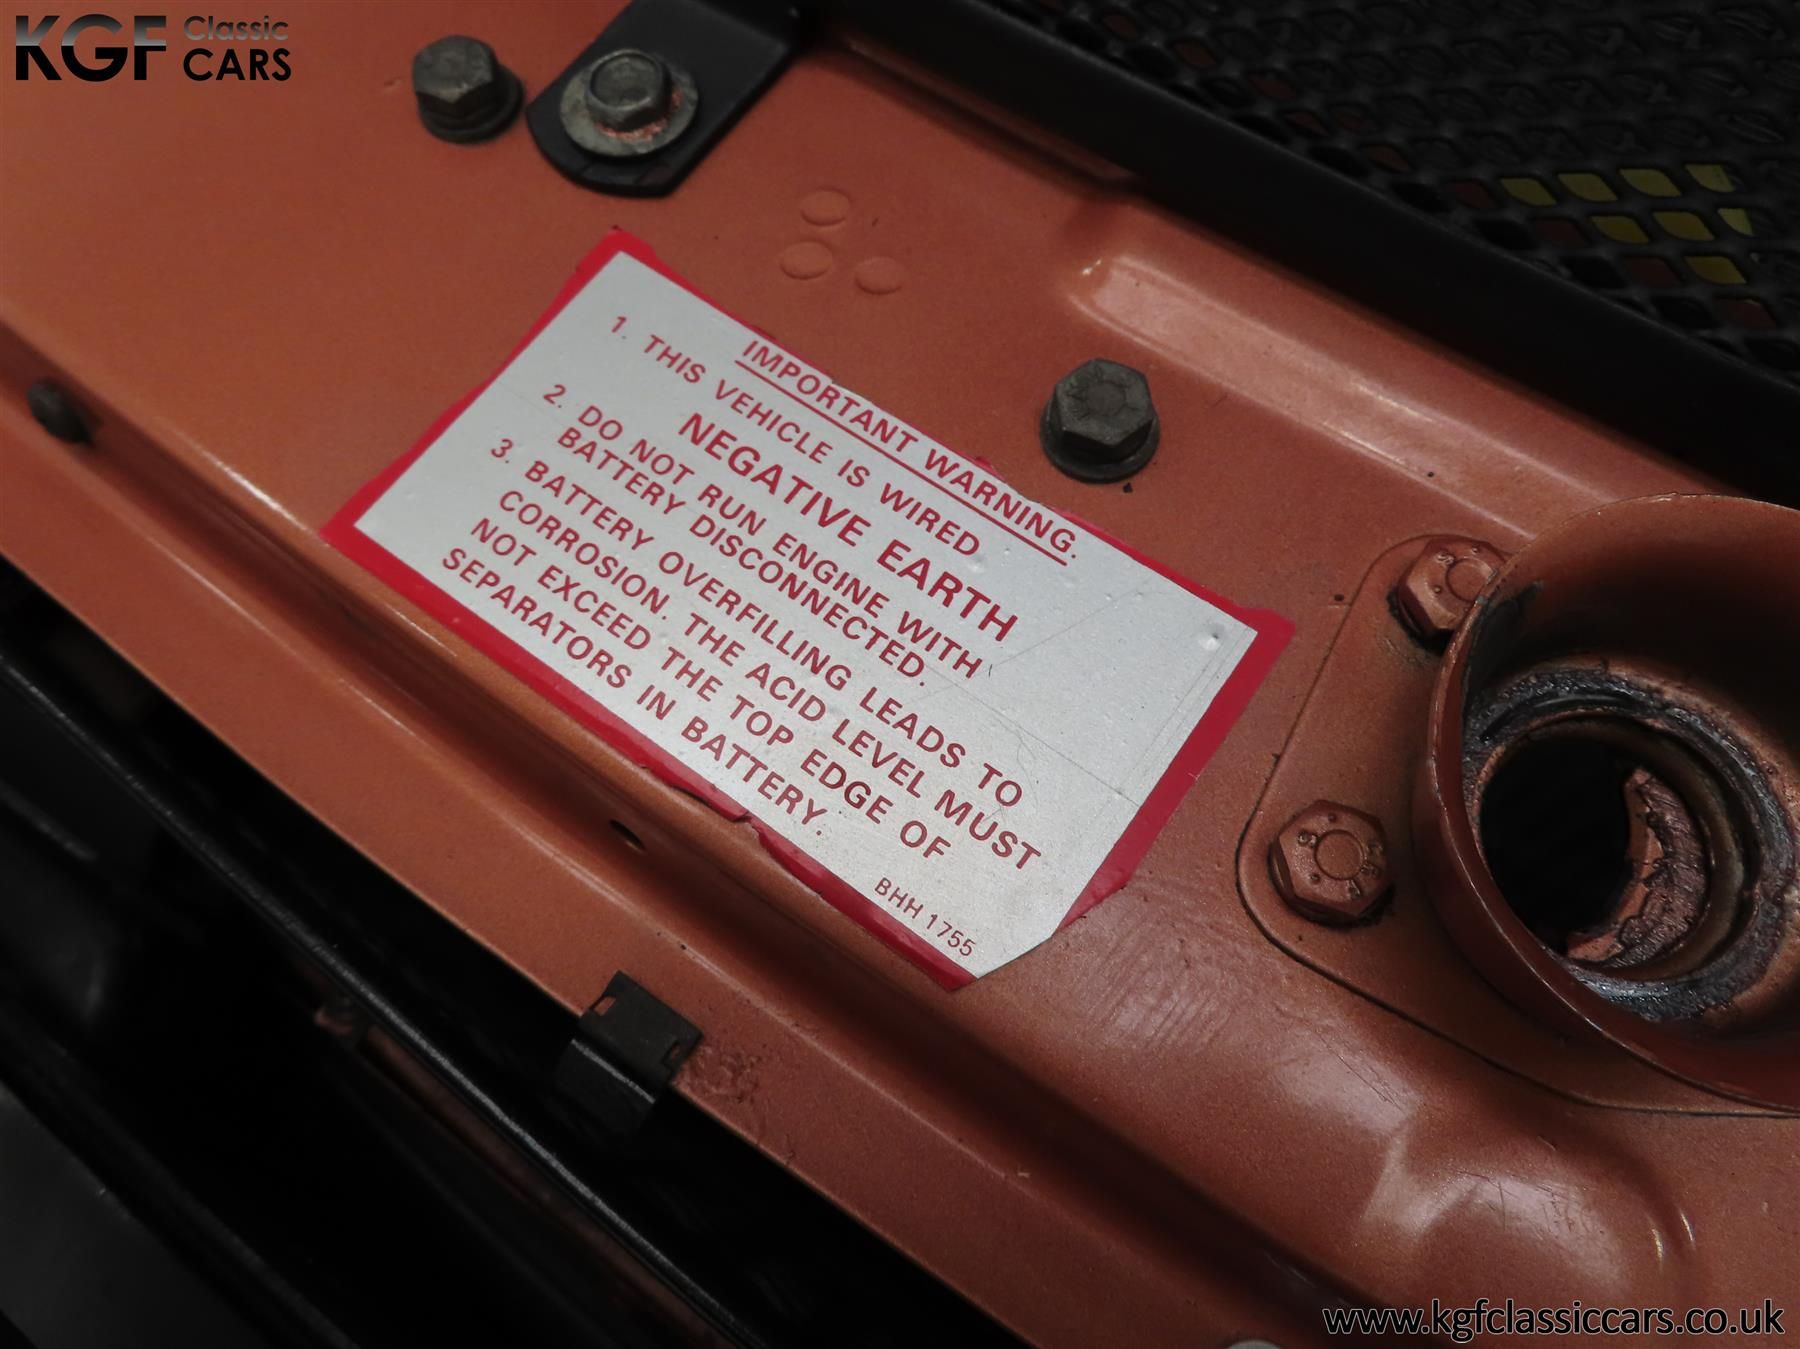 KGF Classic
CARS
IMPORTANT WARNING.
1. THIS VEHICLE IS WIRED
NEGATIVE EARTH
2. DO NOT RUN ENGINE WITH
BATTERY DISCONNECTED.
3. BATTERY OVERFILLING LEADS TO
CORROSION. THE ACID LEVEL MUST
NOT EXCEED THE TOP EDGE OF
SEPARATORS IN BATTERY.
BHH 1755
www.kgfclassiccars.co.uk